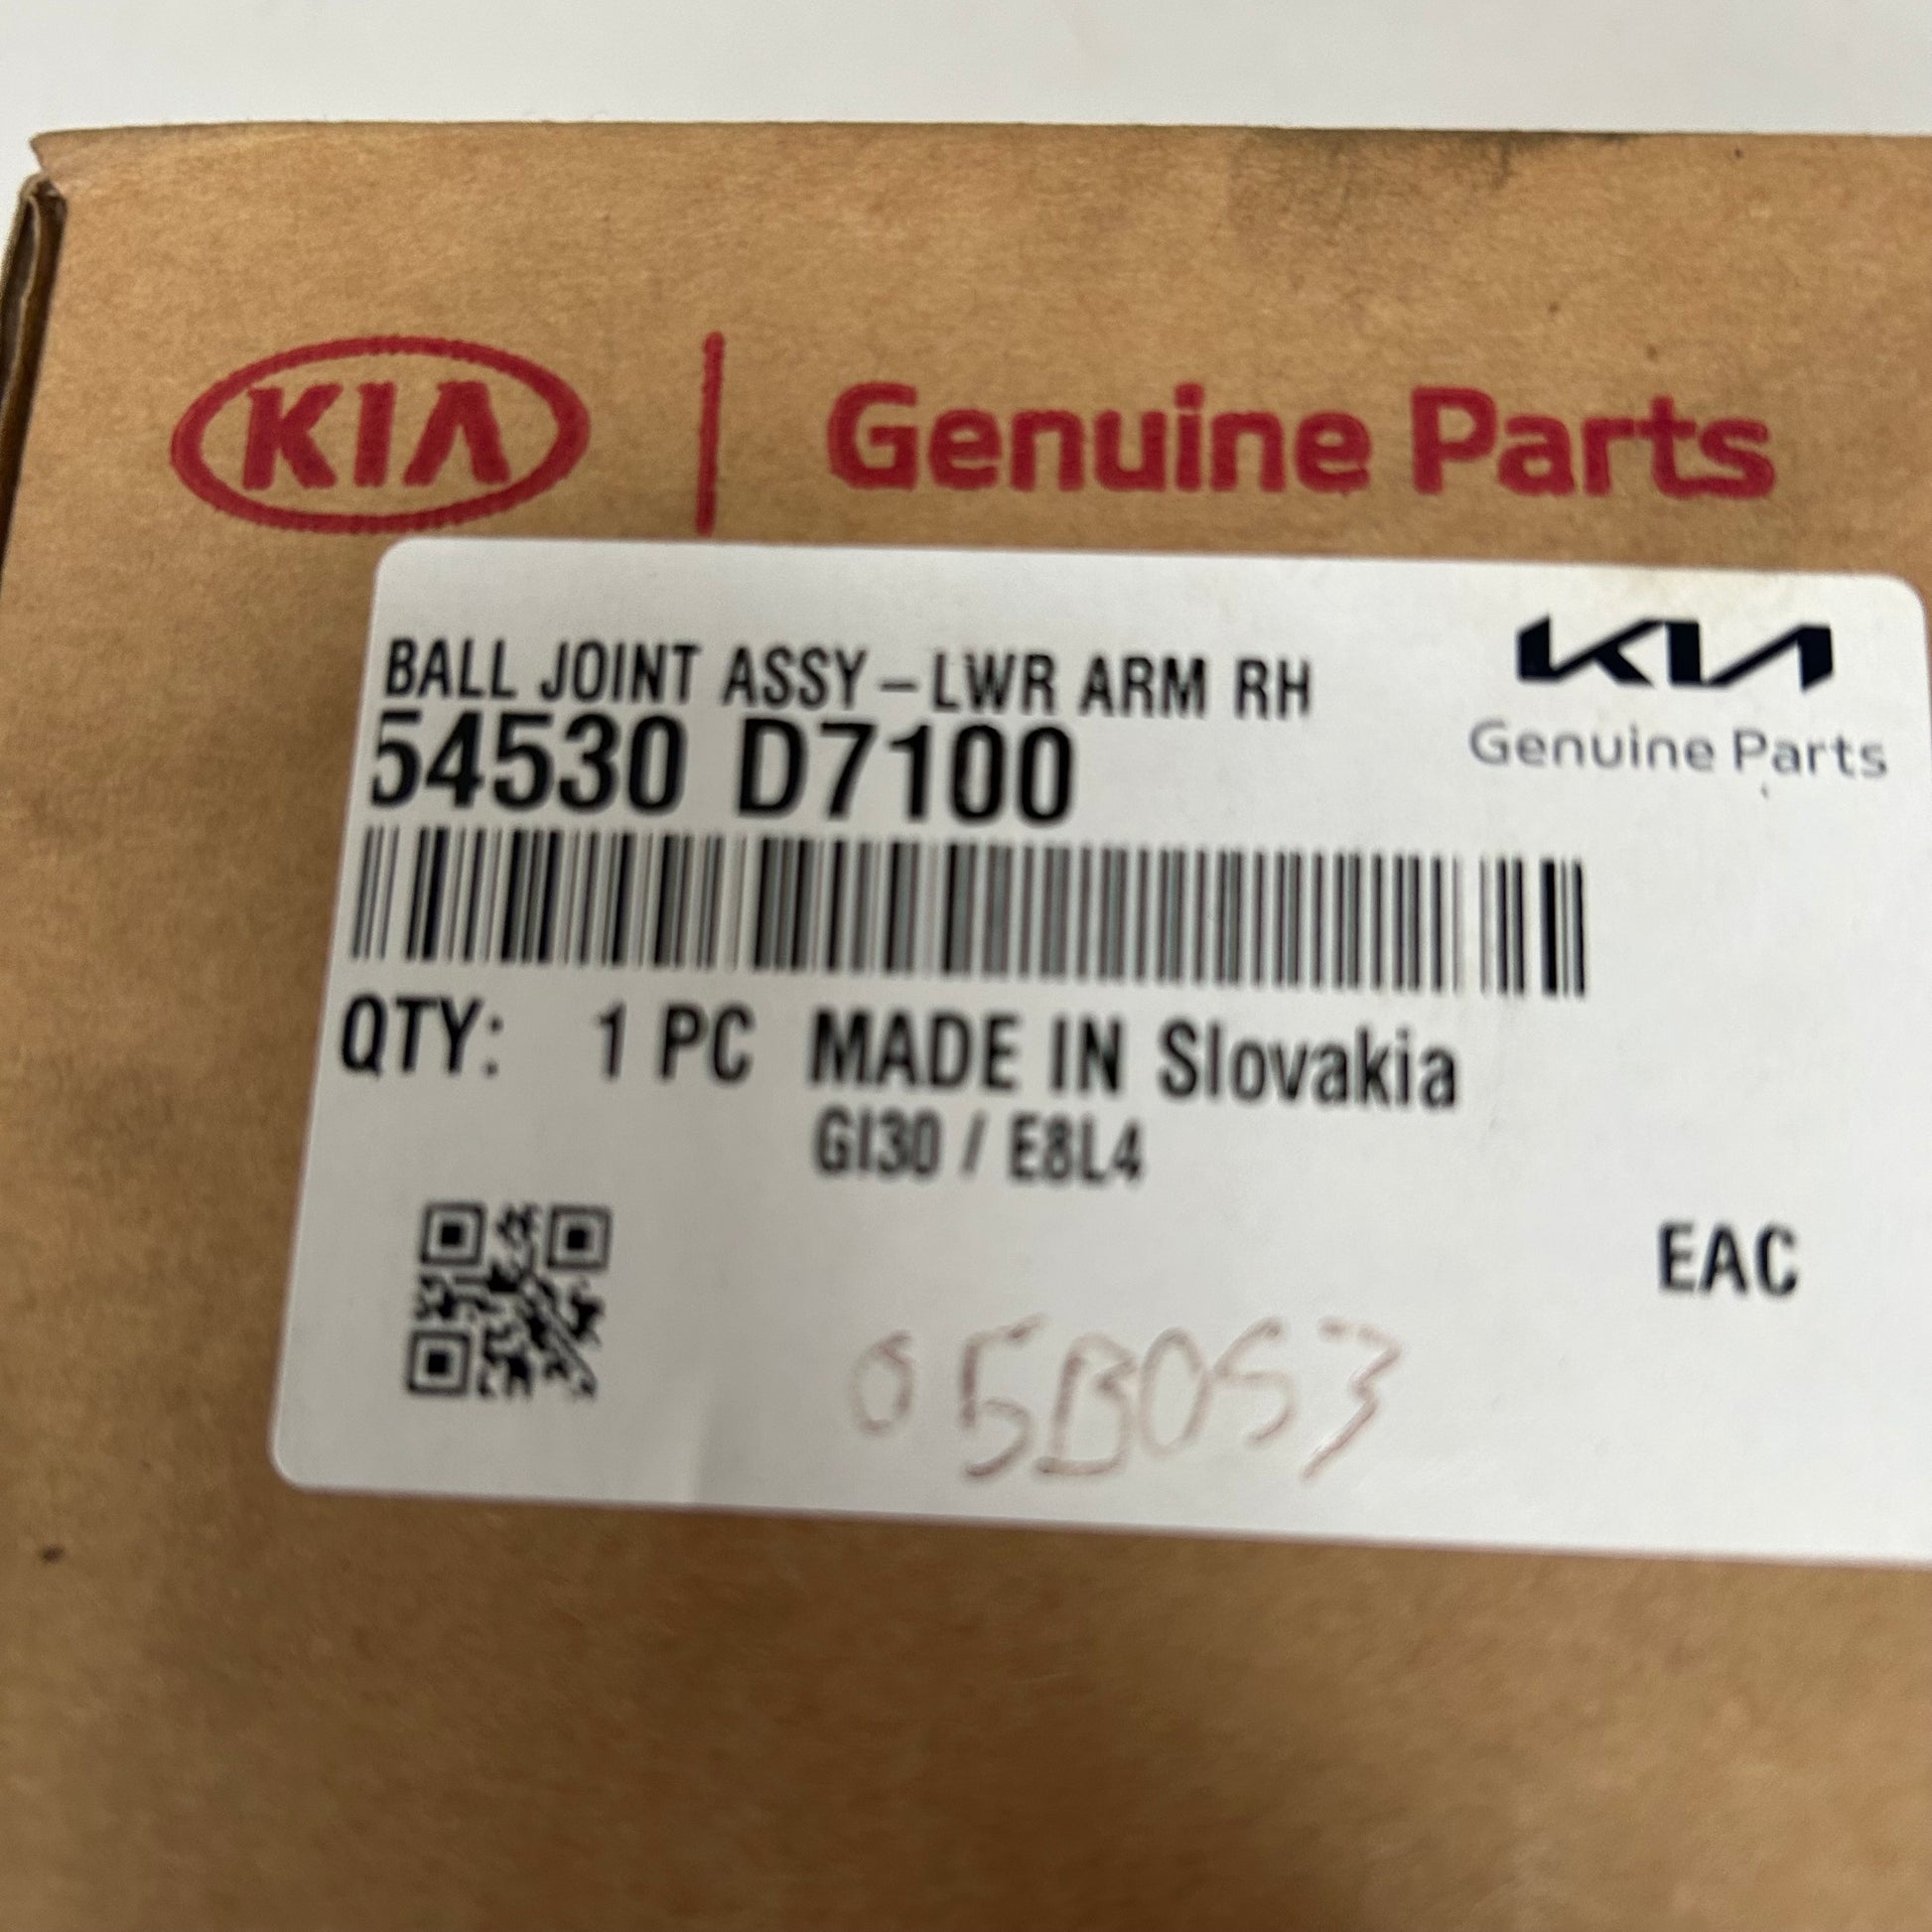 KIA | Genuine Parts
BALL JOINT ASSY-LWR ARM RH
KIA
54530 D7100
Genuine Parts
QTY: 1 PC MADE IN Slovakia
GI30 / E8L4
EAC
05B053